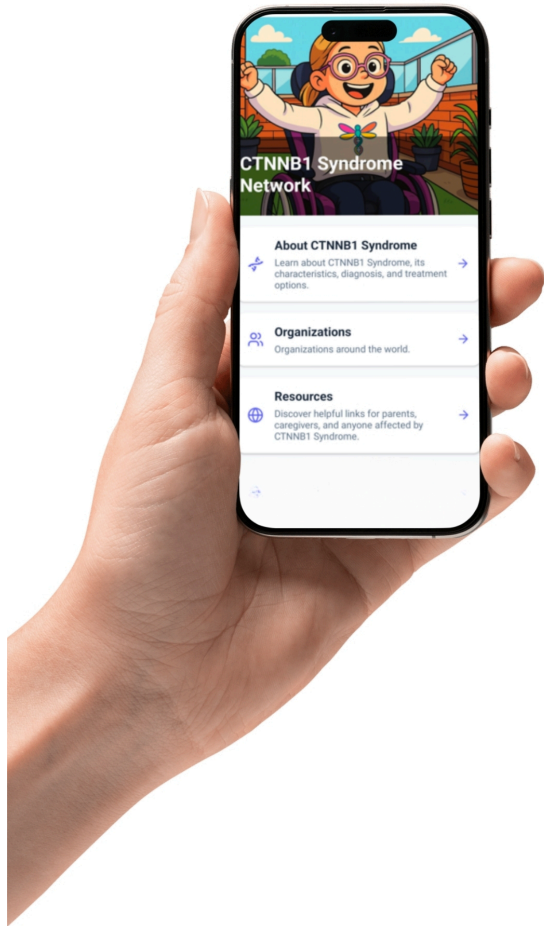 CTNNB1 Syndrome
Network
About CTNNB1 Syndrome
Learn about CTNNB1 Syndrome, its
characteristics, diagnosis, and treatment
options.
Organizations
Organizations around the world.
Resources
Discover helpful links for parents,
caregivers, and anyone affected by
CTNNB1 Syndrome.